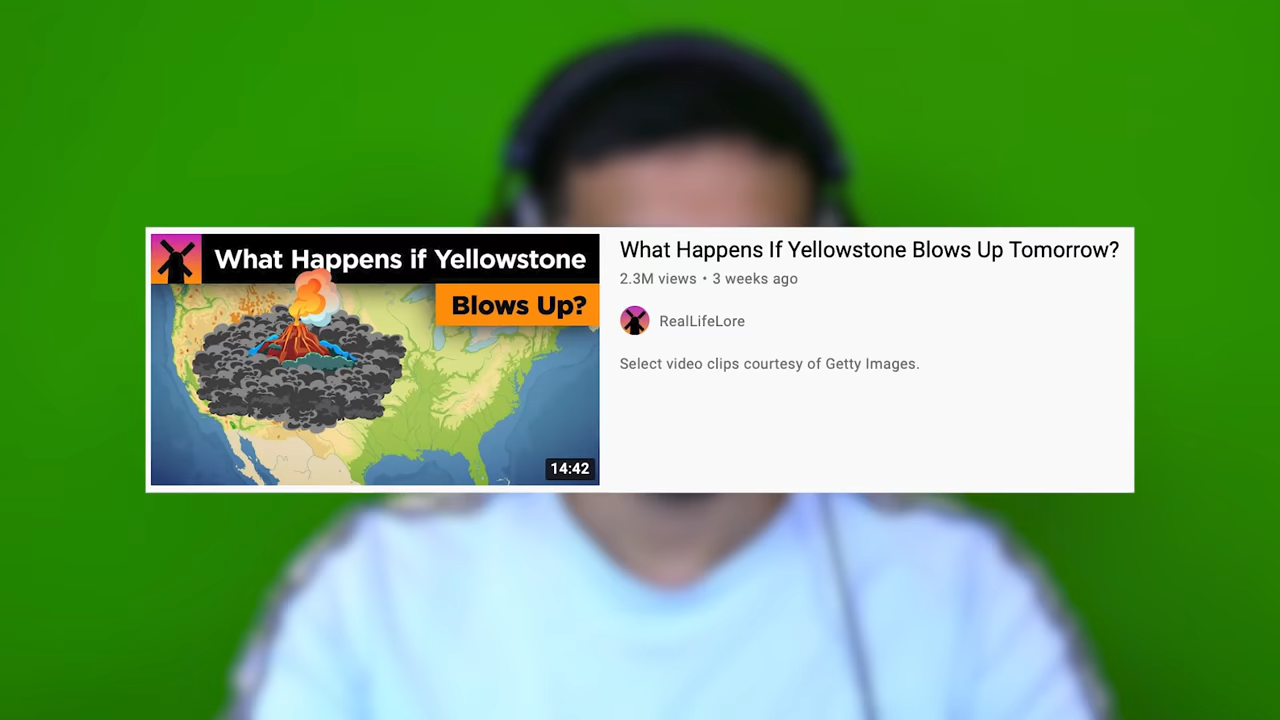 What Happens if Yellowstone
Blows Up?
14:42
What Happens If Yellowstone Blows Up Tomorrow?
2.3M views • 3 weeks ago
RealLifeLore
Select video clips courtesy of Getty Images.